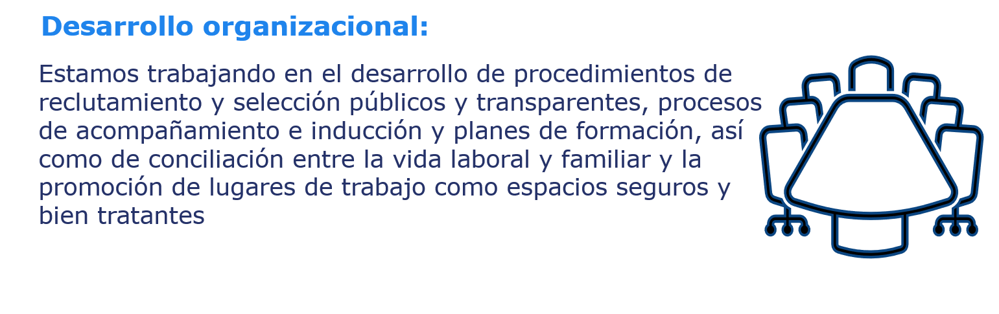 Desarrollo organizacional:
Estamos trabajando en el desarrollo de procedimientos de
reclutamiento y selección públicos y transparentes, procesos
de acompañamiento e inducción y planes de formación, así
como de conciliación entre la vida laboral y familiar y la
promoción de lugares de trabajo como espacios seguros y
bien tratantes